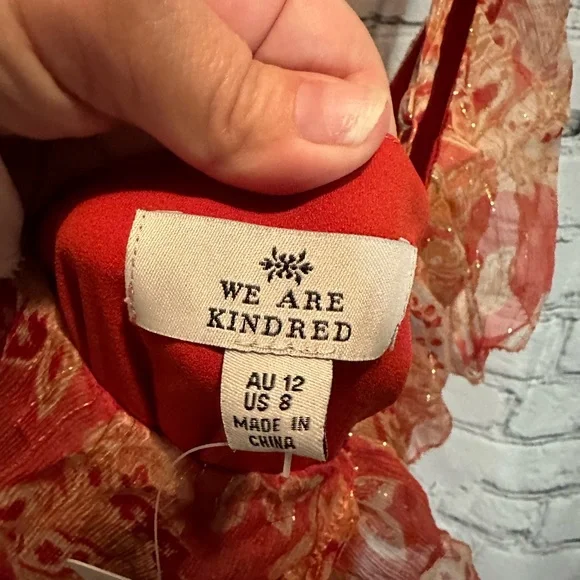 WE ARE
KINDRED
AU 12
US 8
MADE IN
CHINA